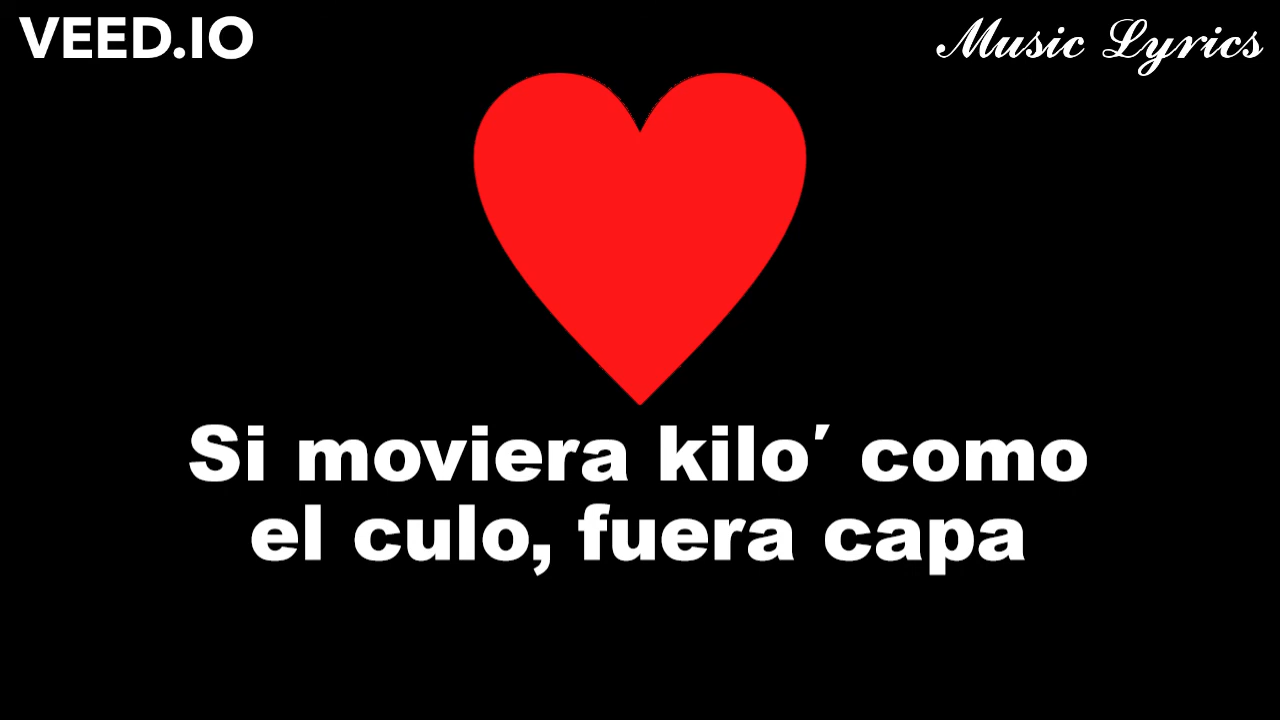 VEED.IO
Music Lyrics
Si moviera kilo′ como
el culo, fuera capa